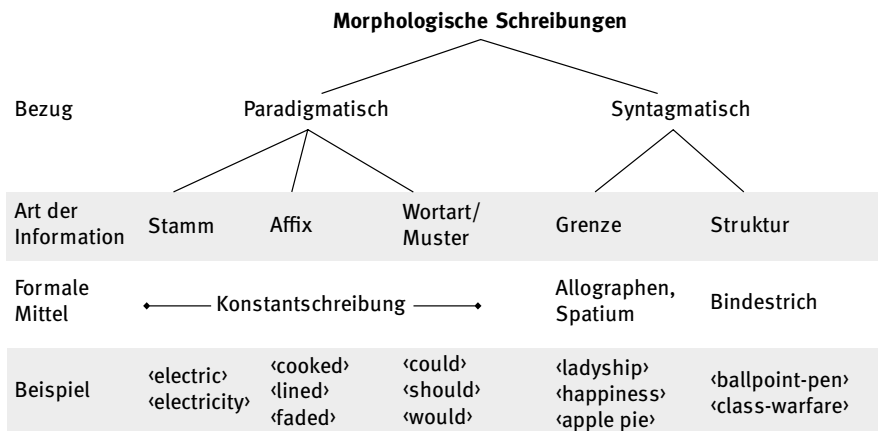 Morphologische Schreibungen
Bezug Paradigmatisch Syntagmatisch
Art der Information Stamm Affix Wortart/ Muster Grenze Struktur
Formale Mittel Konstantschreibung Allographen, Spatium Bindestrich
Beispiel ‹electric› ‹electricity› ‹cooked› ‹lined› ‹faded› ‹could› ‹should› ‹would› ‹ladyship› ‹happiness› ‹apple pie› ‹ballpoint-pen› ‹class-warfare›